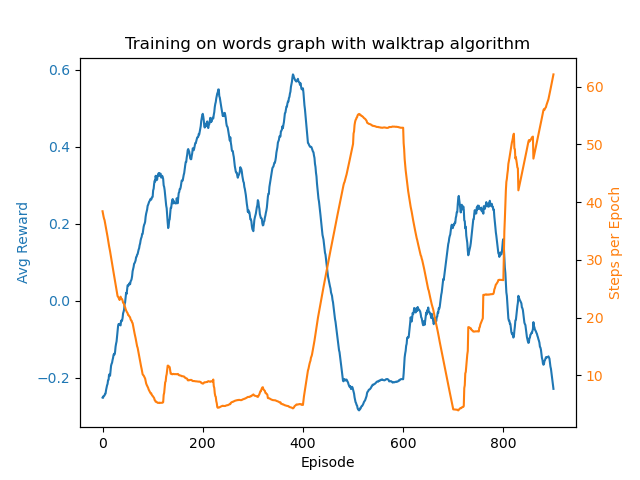 Training on words graph with walktrap algorithm
0.6
0.4
0.2
0.0
−0.2
Avg Reward
60
50
40
30
20
10
Steps per Epoch
0 200 400 600 800
Episode